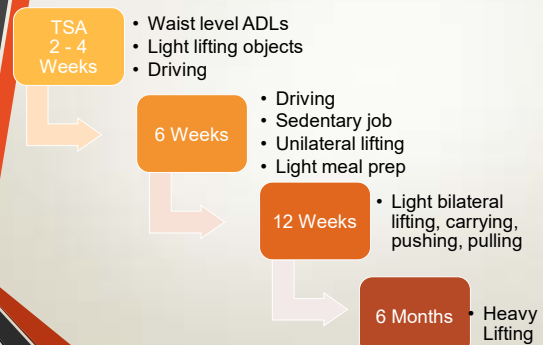 TSA
2 - 4
Weeks
• Waist level ADLs
• Light lifting objects
• Driving
6 Weeks
• Driving
• Sedentary job
• Unilateral lifting
• Light meal prep
12 Weeks
• Light bilateral
lifting, carrying,
pushing, pulling
6 Months
• Heavy
Lifting